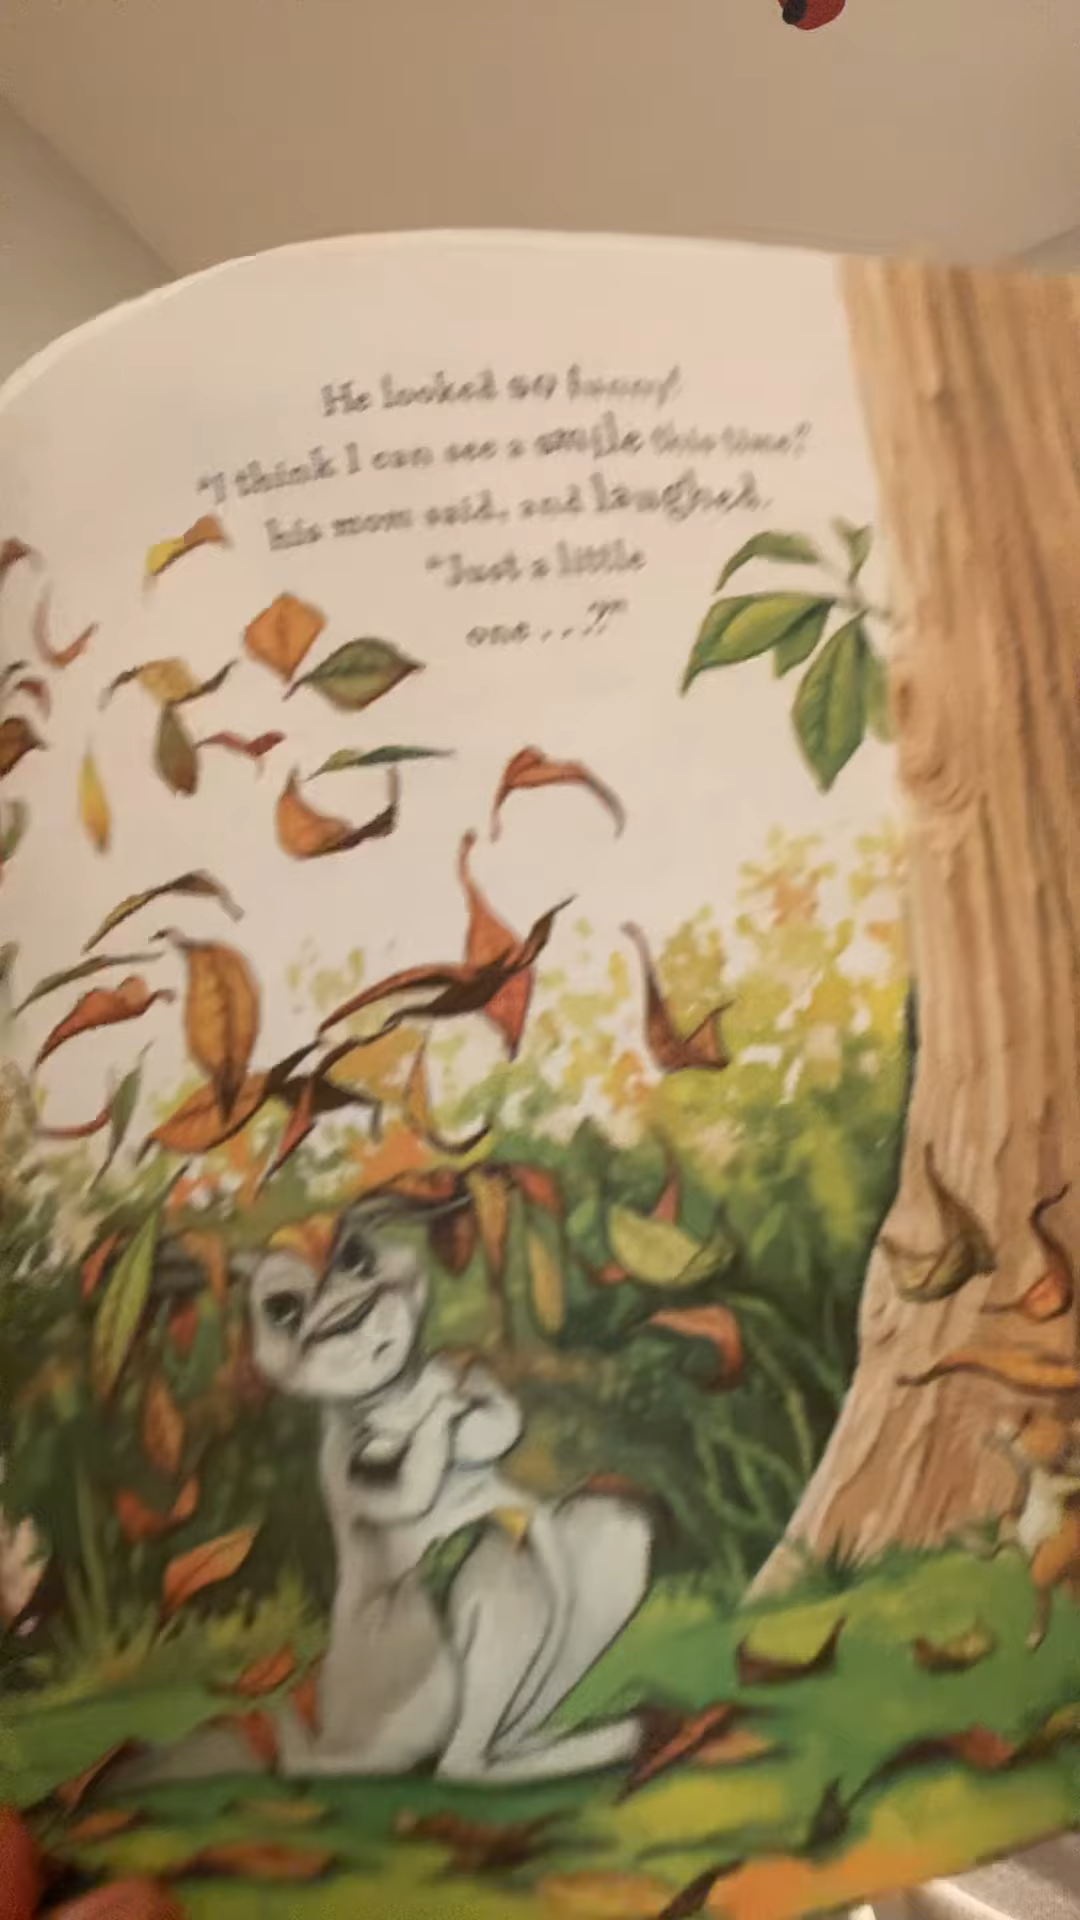 He looked so funny!
"I think I can see a smile this time?"
his mom said, and laughed.
"Just a little
one . . .?"